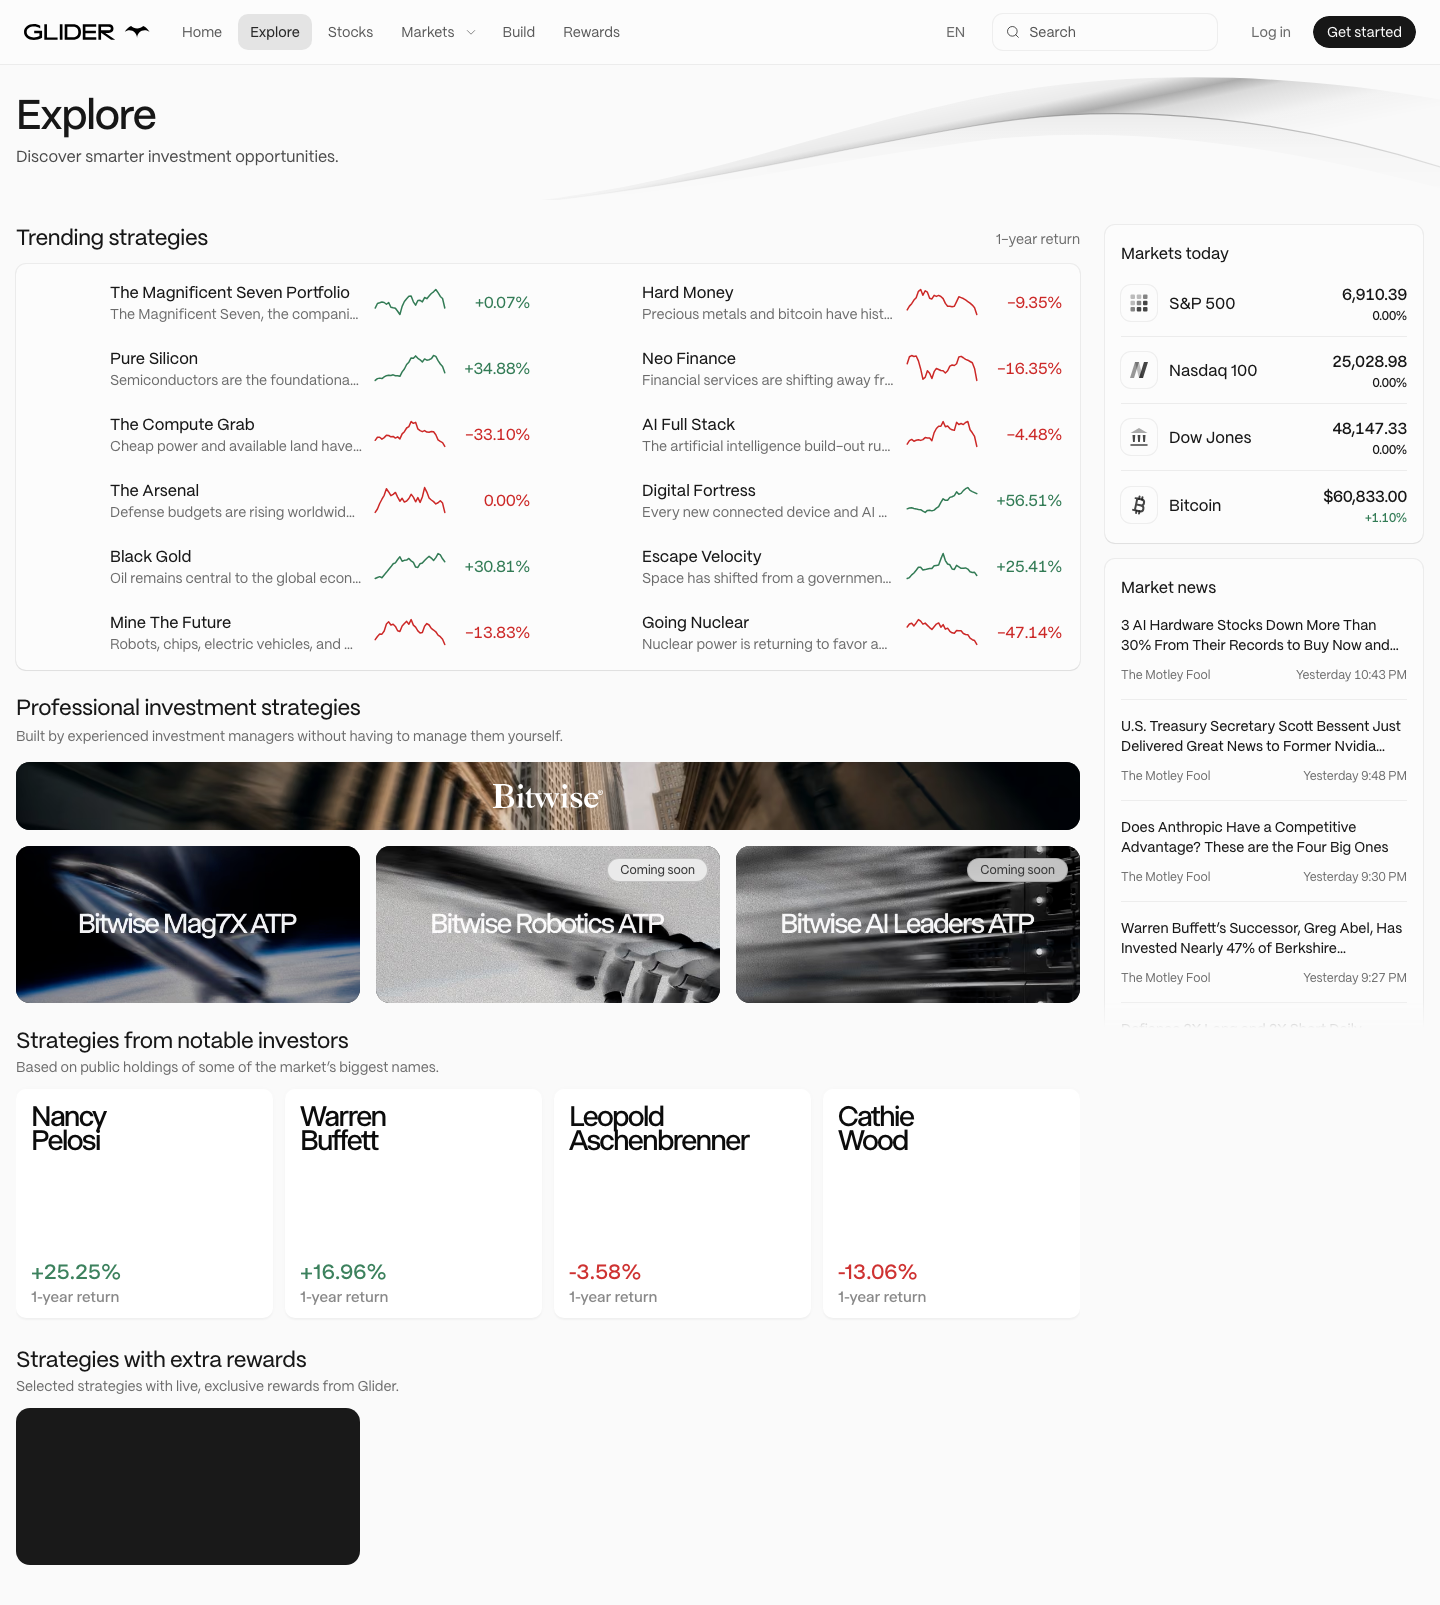 GLIDER
Home
Explore
Stocks
Markets
Build
Rewards
EN
Search
Log in
Get started
Explore
Discover smarter investment opportunities.
Trending strategies
1-year return
The Magnificent Seven Portfolio
The Magnificent Seven, the compani...
+0.07%
Hard Money
Precious metals and bitcoin have hist...
-9.35%
Pure Silicon
Semiconductors are the foundationa...
+34.88%
Neo Finance
Financial services are shifting away fr...
-16.35%
The Compute Grab
Cheap power and available land have...
-33.10%
AI Full Stack
The artificial intelligence build-out ru...
-4.48%
The Arsenal
Defense budgets are rising worldwid...
0.00%
Digital Fortress
Every new connected device and AI ...
+56.51%
Black Gold
Oil remains central to the global econ...
+30.81%
Escape Velocity
Space has shifted from a governmen...
+25.41%
Mine The Future
Robots, chips, electric vehicles, and ...
-13.83%
Going Nuclear
Nuclear power is returning to favor a...
-47.14%
Professional investment strategies
Built by experienced investment managers without having to manage them yourself.
Bitwise®
Bitwise Mag7X ATP
Coming soon
Bitwise Robotics ATP
Coming soon
Bitwise AI Leaders ATP
Strategies from notable investors
Based on public holdings of some of the market's biggest names.
Nancy
Pelosi
+25.25%
1-year return
Warren
Buffett
+16.96%
1-year return
Leopold
Aschenbrenner
-3.58%
1-year return
Cathie
Wood
-13.06%
1-year return
Strategies with extra rewards
Selected strategies with live, exclusive rewards from Glider.
Markets today
S&P 500
6,910.39
0.00%
Nasdaq 100
25,028.98
0.00%
Dow Jones
48,147.33
0.00%
Bitcoin
$60,833.00
+1.10%
Market news
3 AI Hardware Stocks Down More Than
30% From Their Records to Buy Now and...
The Motley Fool
Yesterday 10:43 PM
U.S. Treasury Secretary Scott Bessent Just
Delivered Great News to Former Nvidia...
The Motley Fool
Yesterday 9:48 PM
Does Anthropic Have a Competitive
Advantage? These are the Four Big Ones
The Motley Fool
Yesterday 9:30 PM
Warren Buffett's Successor, Greg Abel, Has
Invested Nearly 47% of Berkshire...
The Motley Fool
Yesterday 9:27 PM